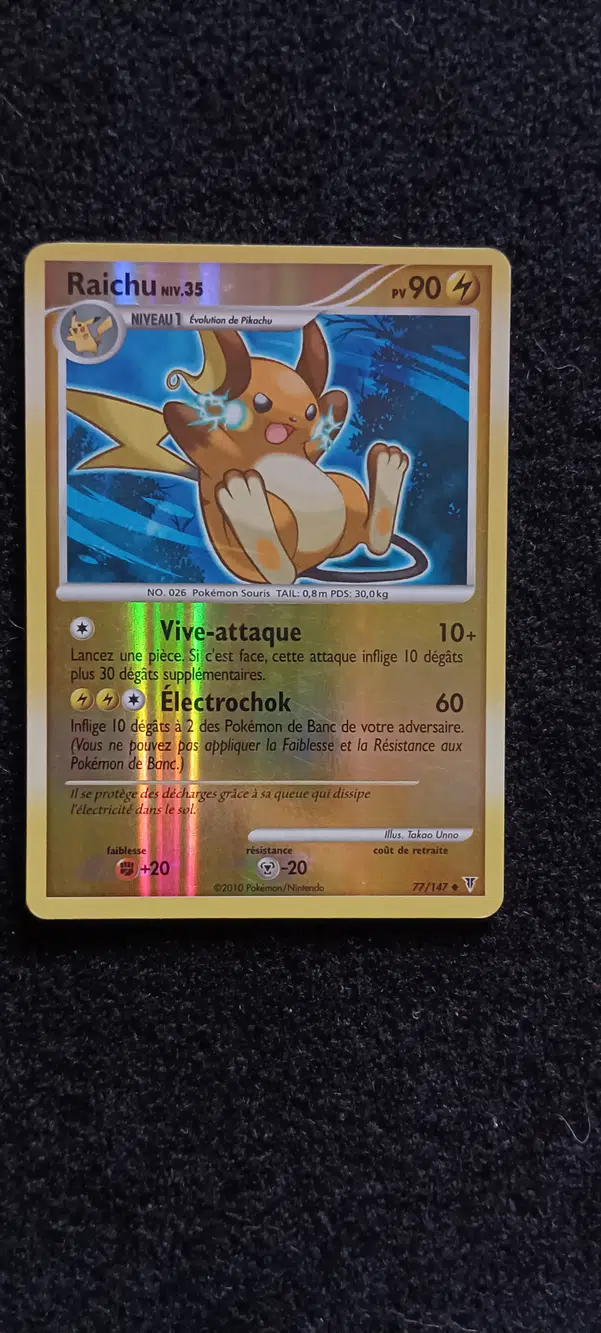 Raichu NIV.35 PV 90
NIVEAU 1 Évolution de Pikachu
NO. 026 Pokémon Souris TAIL: 0,8m PDS: 30,0kg
Vive-attaque 10+
Lancez une pièce. Si c'est face, cette attaque inflige 10 dégâts
plus 30 dégâts supplémentaires.
Électrochok 60
Inflige 10 dégâts à 2 des Pokémon de Banc de votre adversaire.
(Vous ne pouvez pas appliquer la Faiblesse et la Résistance aux
Pokémon de Banc.)
Il se protège des décharges grâce à sa queue qui dissipe
l'électricité dans le sol.
Illus. Takao Unno
faiblesse résistance coût de retraite
+20 -20
©2010 Pokémon/Nintendo 77/147